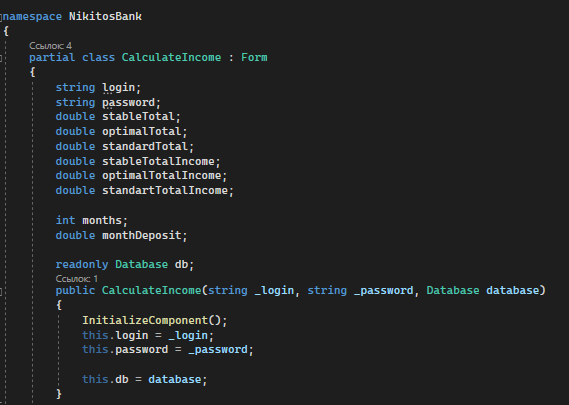 namespace NikitosBank
{
Ссылок: 4
partial class CalculateIncome : Form
{
string login;
string password;
double stableTotal;
double optimalTotal;
double standardTotal;
double stableTotalIncome;
double optimalTotalIncome;
double standartTotalIncome;
int months;
double monthDeposit;
readonly Database db;
Ссылок: 1
public CalculateIncome(string _login, string _password, Database database)
{
InitializeComponent();
this.login = _login;
this.password = _password;
this.db = database;
}